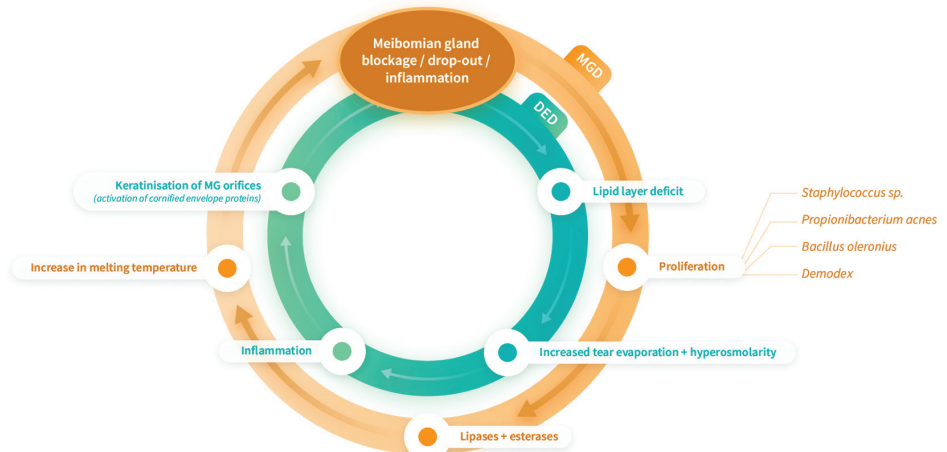 Meibomian gland
blockage / drop-out /
inflammation
MGD
DED
Keratinisation of MG orifices
(activation of cornified envelope proteins)
Lipid layer deficit
Staphylococcus sp.
Propionibacterium acnes
Bacillus oleronius
Demodex
Increase in melting temperature
Proliferation
Inflammation
Increased tear evaporation + hyperosmolarity
Lipases + esterases